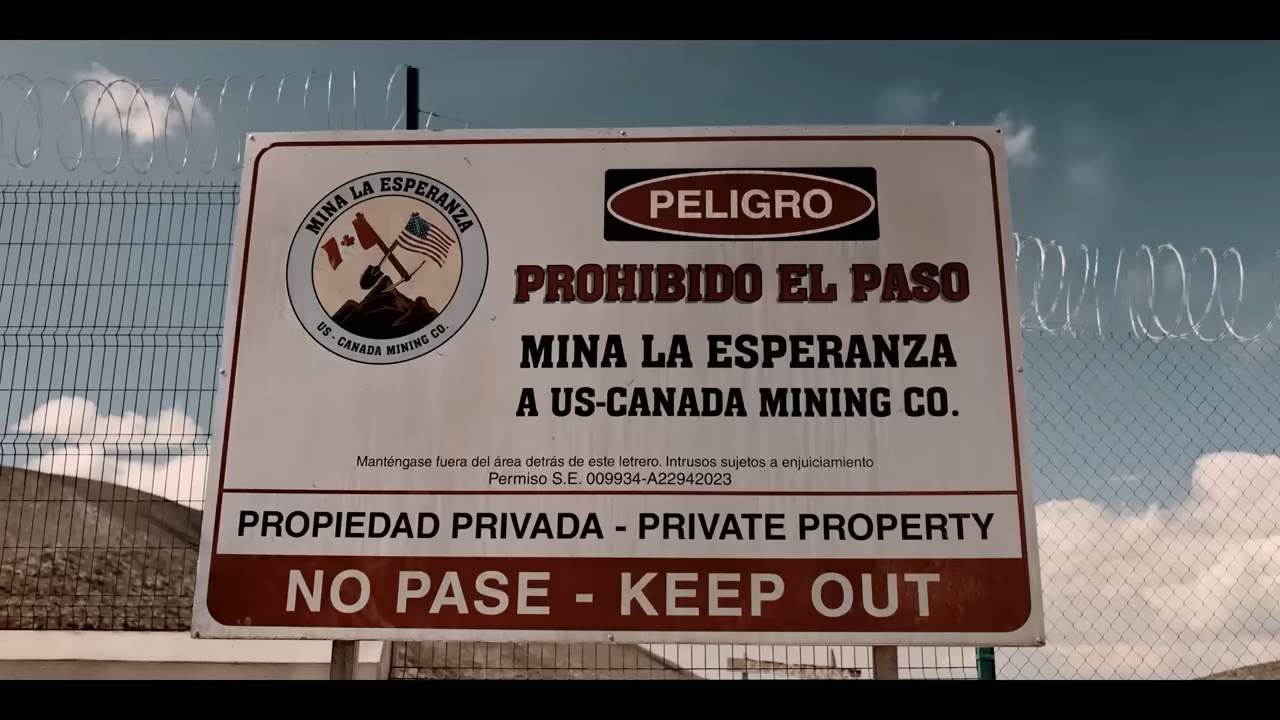 MINA LA ESPERANZA
US - CANADA MINING CO.
PELIGRO
PROHIBIDO EL PASO
MINA LA ESPERANZA
A US-CANADA MINING CO.
Manténgase fuera del área detrás de este letrero. Intrusos sujetos a enjuiciamiento
Permiso S.E. 009934-A22942023
PROPIEDAD PRIVADA - PRIVATE PROPERTY
NO PASE - KEEP OUT